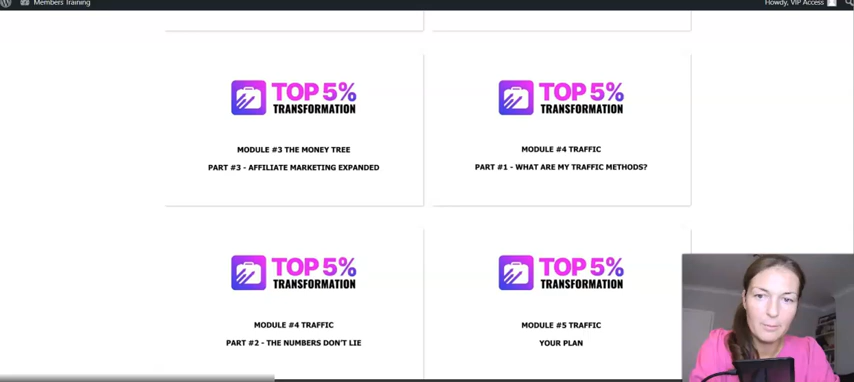 Members Training
Howdy, VIP Access
TOP 5%
TRANSFORMATION
MODULE #3 THE MONEY TREE
PART #3 - AFFILIATE MARKETING EXPANDED
TOP 5%
TRANSFORMATION
MODULE #4 TRAFFIC
PART #1 - WHAT ARE MY TRAFFIC METHODS?
TOP 5%
TRANSFORMATION
MODULE #4 TRAFFIC
PART #2 - THE NUMBERS DON'T LIE
TOP 5%
TRANSFORMATION
MODULE #5 TRAFFIC
YOUR PLAN